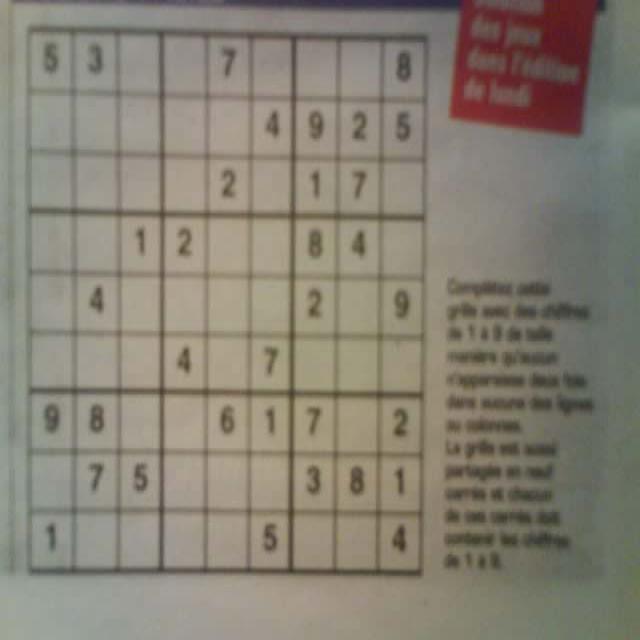 des jeux
dans l'édition
de lundi
5 3 7 8
4 9 2 5
2 1 7
1 2 8 4
4 2 9
4 7
9 8 6 1 7 2
7 5 3 8 1
1 5 4
Complétez cette
grille avec des chiffres
de 1 à 9 de telle
manière qu'aucun
n'apparaisse deux fois
dans aucune des lignes
ou colonnes.
La grille est aussi
partagée en neuf
carrés et chacun
de ces carrés doit
contenir les chiffres
de 1 à 9.